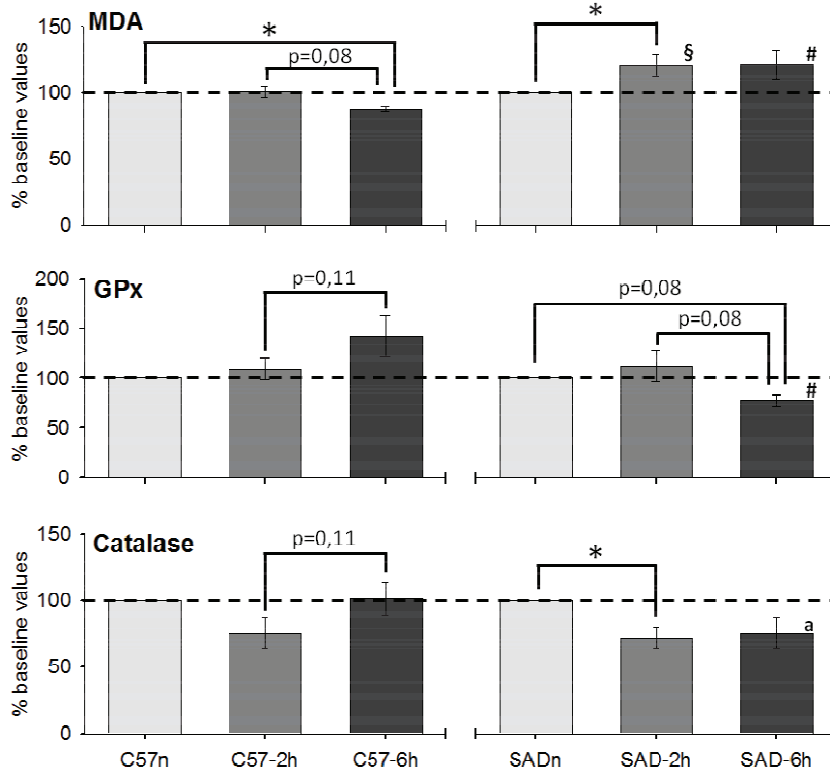 MDA
% baseline values
150
100
50
0
*
p=0,08
*
§
#
GPx
% baseline values
200
150
100
50
0
p=0,11
p=0,08
p=0,08
#
Catalase
% baseline values
150
100
50
0
p=0,11
*
a
C57n C57-2h C57-6h SADn SAD-2h SAD-6h